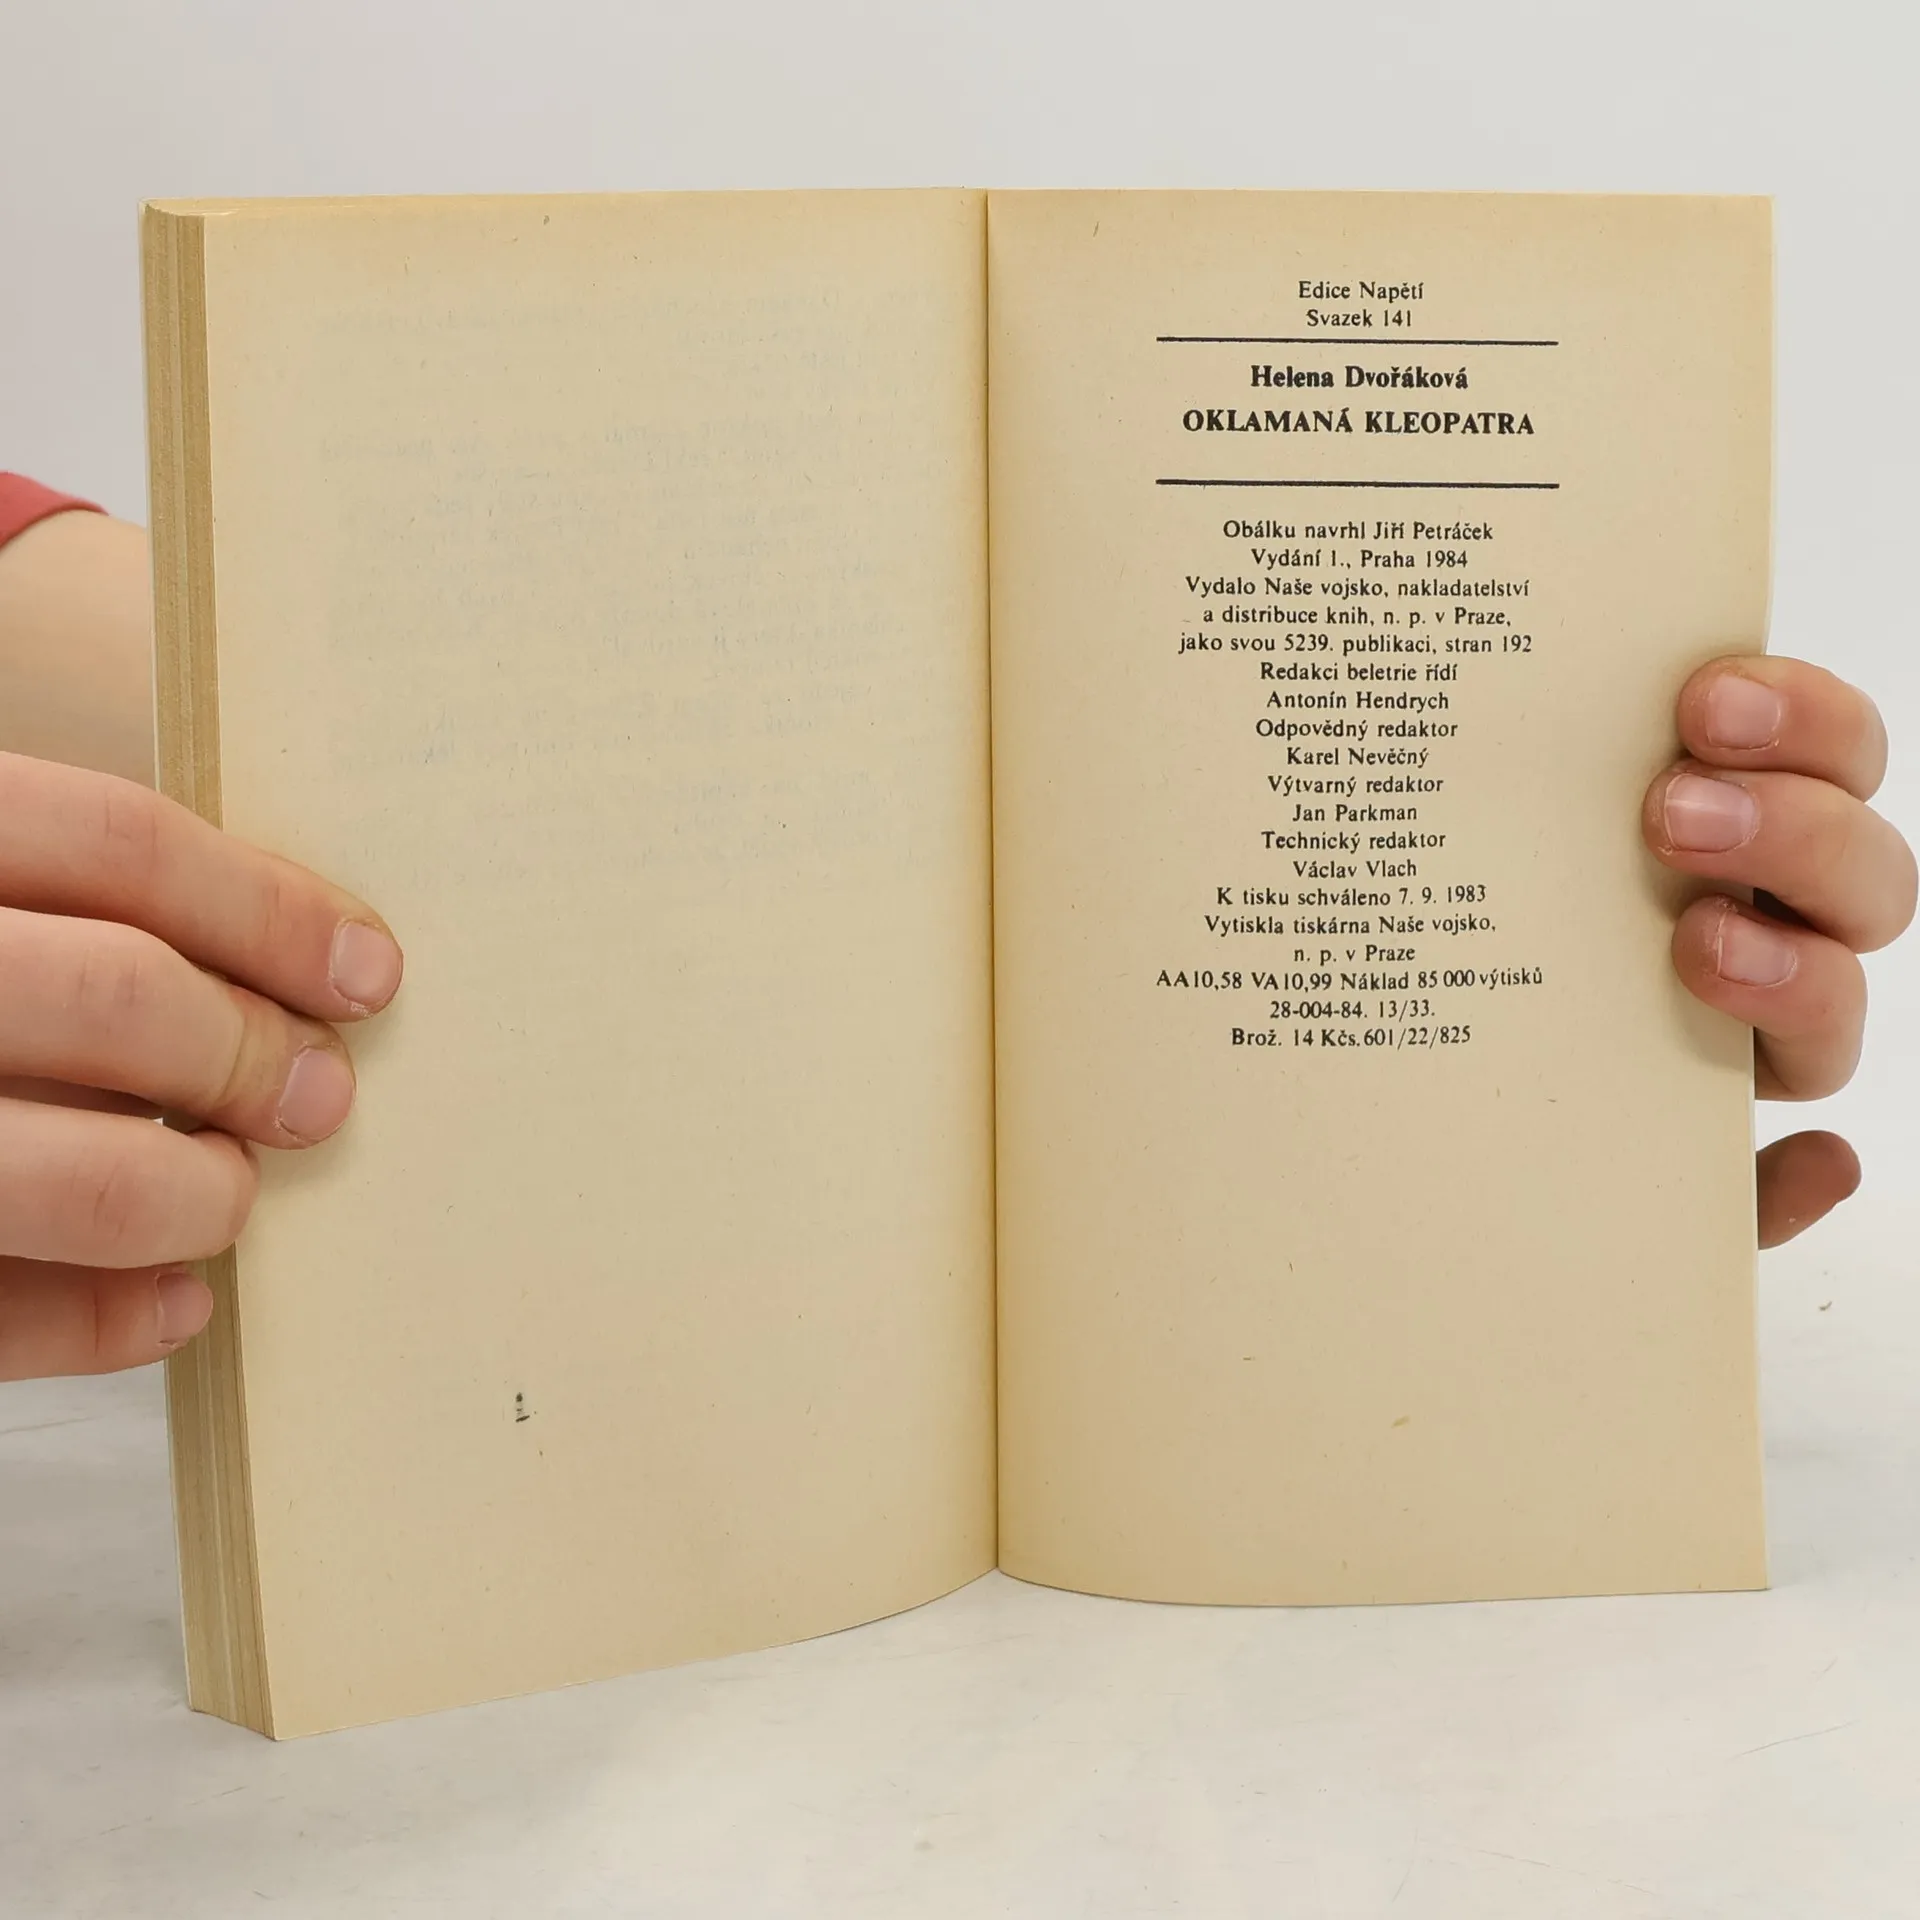 Edice Napětí
Svazek 141
Helena Dvořáková
OKLAMANÁ KLEOPATRA
Obálku navrhl Jiří Petráček
Vydání 1., Praha 1984
Vydalo Naše vojsko, nakladatelství
a distribuce knih, n. p. v Praze,
jako svou 5239. publikaci, stran 192
Redakci beletrie řídí
Antonín Hendrych
Odpovědný redaktor
Karel Nevěčný
Výtvarný redaktor
Jan Parkman
Technický redaktor
Václav Vlach
K tisku schváleno 7. 9. 1983
Vytiskla tiskárna Naše vojsko,
n. p. v Praze
AA10,58 VA10,99 Náklad 85 000 výtisků
28-004-84. 13/33.
Brož. 14 Kčs. 601/22/825